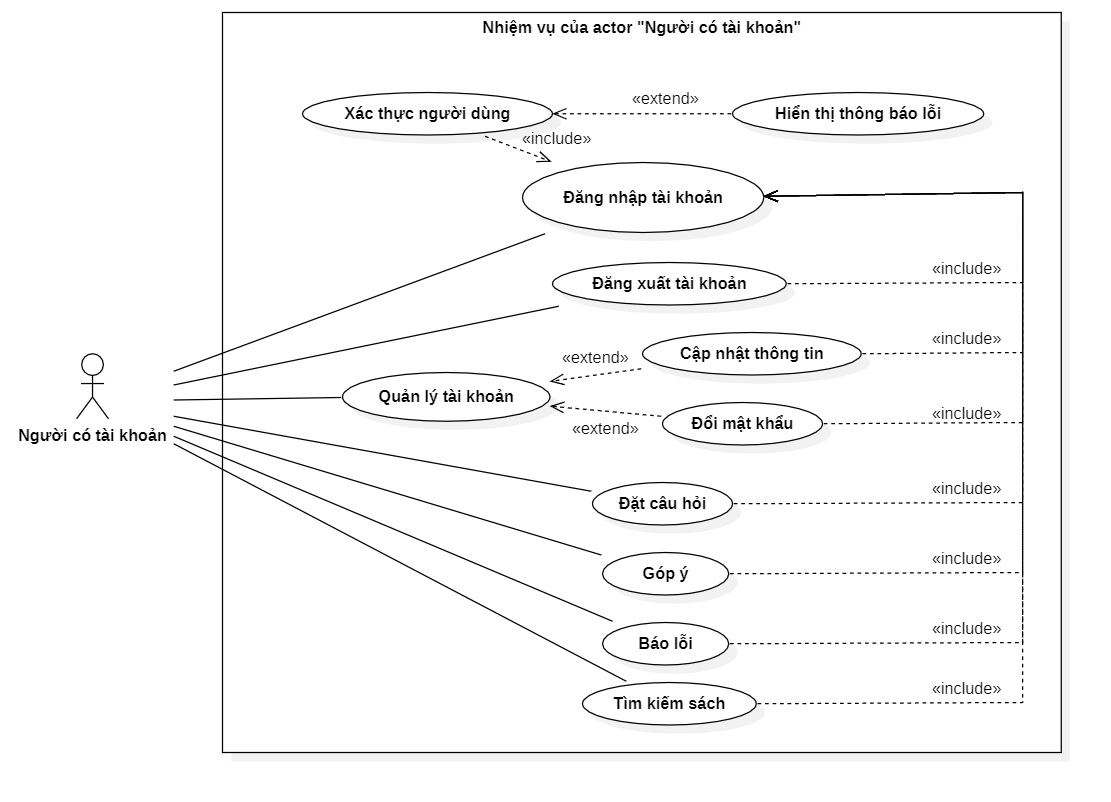 Nhiệm vụ của actor "Người có tài khoản"
Xác thực người dùng
«extend»
Hiển thị thông báo lỗi
«include»
Đăng nhập tài khoản
Đăng xuất tài khoản
«include»
«extend»
Cập nhật thông tin
«include»
Quản lý tài khoản
«extend»
Đổi mật khẩu
«include»
Người có tài khoản
Đặt câu hỏi
«include»
Góp ý
«include»
Báo lỗi
«include»
Tìm kiếm sách
«include»